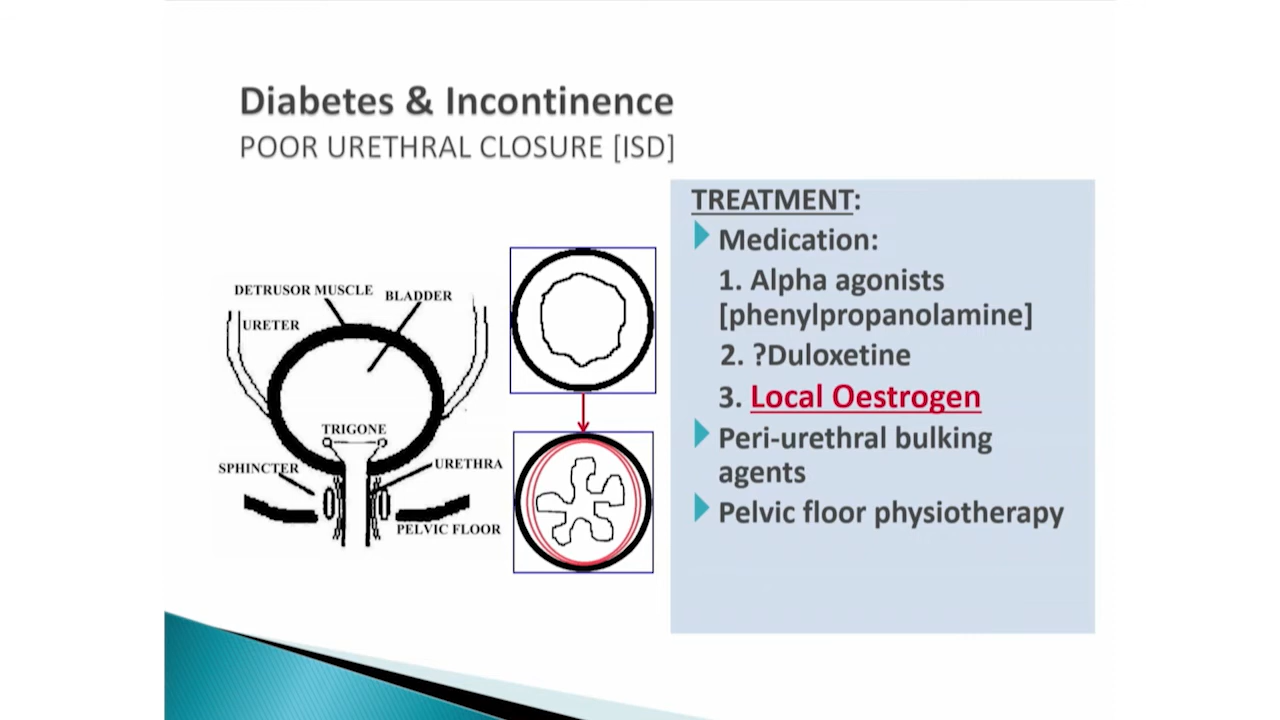 Diabetes & Incontinence
POOR URETHRAL CLOSURE [ISD]
DETRUSOR MUSCLE
BLADDER
URETER
TRIGONE
SPHINCTER
URETHRA
PELVIC FLOOR
TREATMENT:
Medication:
1. Alpha agonists
[phenylpropanolamine]
2. ?Duloxetine
3. Local Oestrogen
Peri-urethral bulking
agents
Pelvic floor physiotherapy